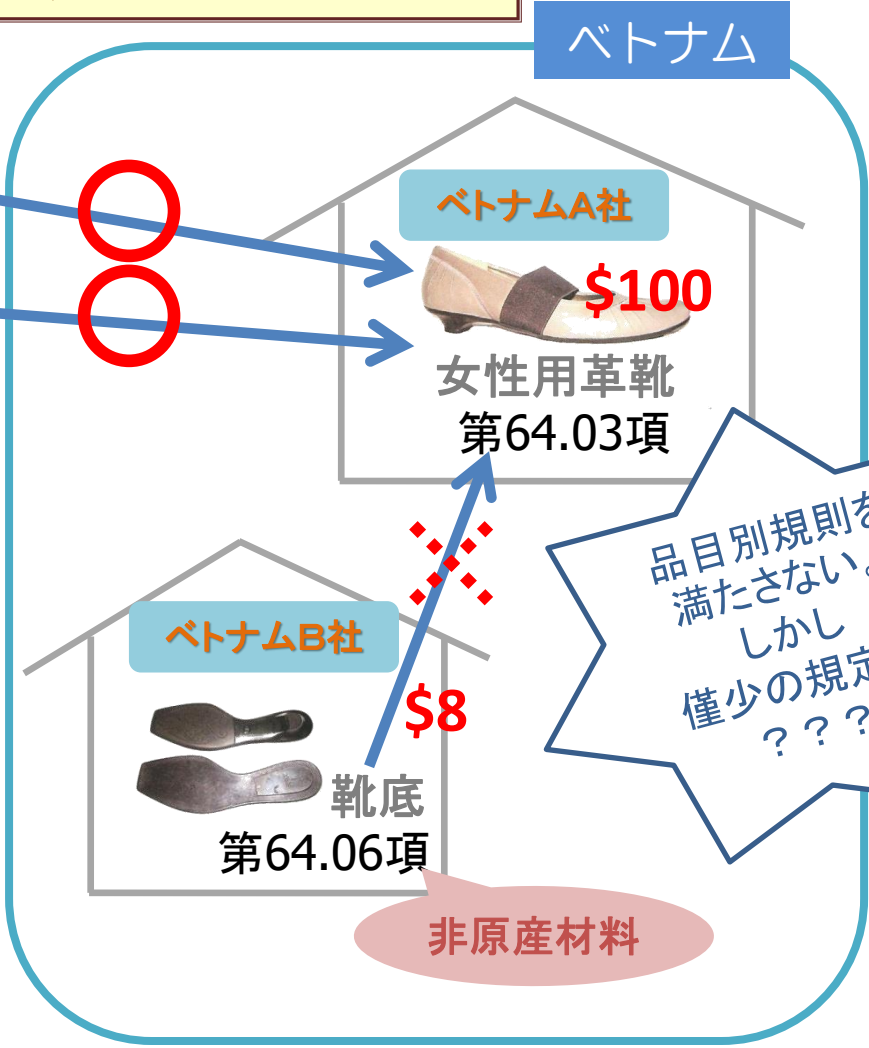 ベトナム
ベトナムA社
$100
女性用革靴
第64.03項
品目別規則を
満たさない。
しかし
僅少の規定
???
ベトナムB社
$8
靴底
第64.06項
非原産材料